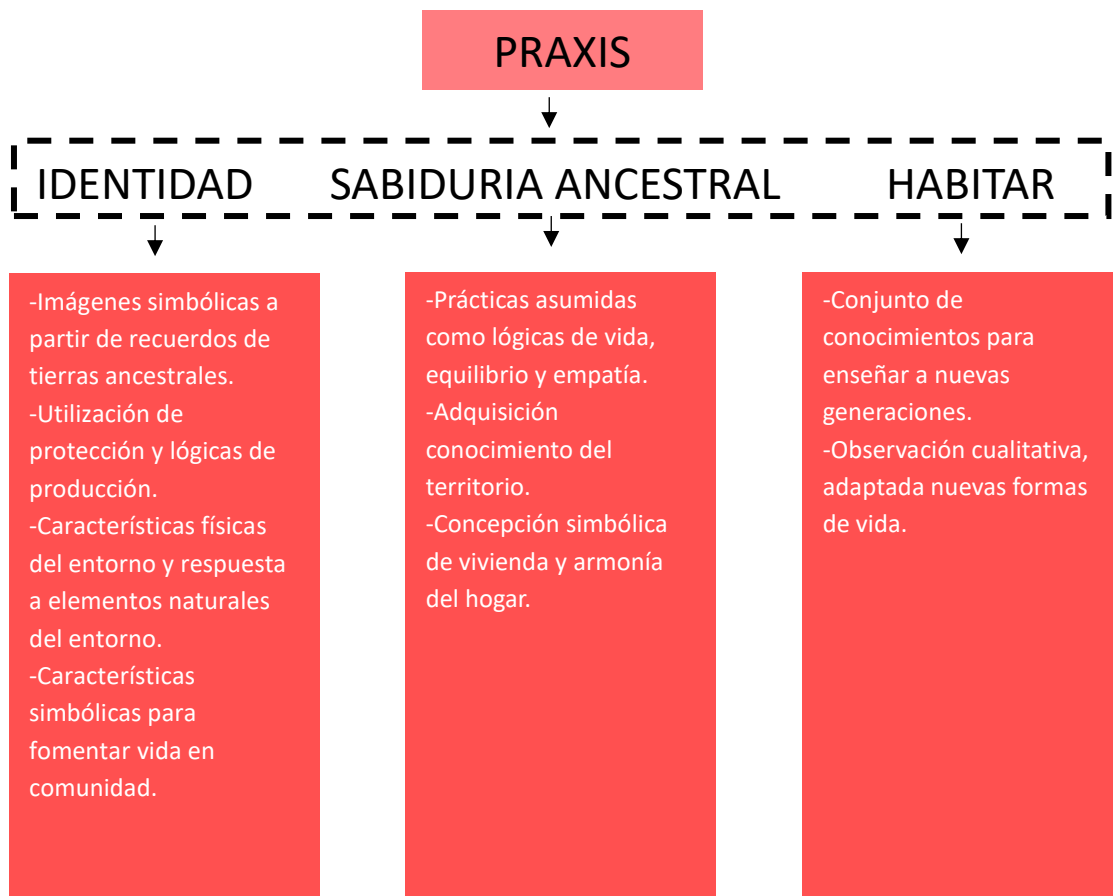 PRAXIS
IDENTIDAD SABIDURIA ANCESTRAL HABITAR
-Imágenes simbólicas a
partir de recuerdos de
tierras ancestrales.
-Utilización de
protección y lógicas de
producción.
-Características físicas
del entorno y respuesta
a elementos naturales
del entorno.
-Características
simbólicas para
fomentar vida en
comunidad.
-Prácticas asumidas
como lógicas de vida,
equilibrio y empatía.
-Adquisición
conocimiento del
territorio.
-Concepción simbólica
de vivienda y armonía
del hogar.
-Conjunto de
conocimientos para
enseñar a nuevas
generaciones.
-Observación cualitativa,
adaptada nuevas formas
de vida.